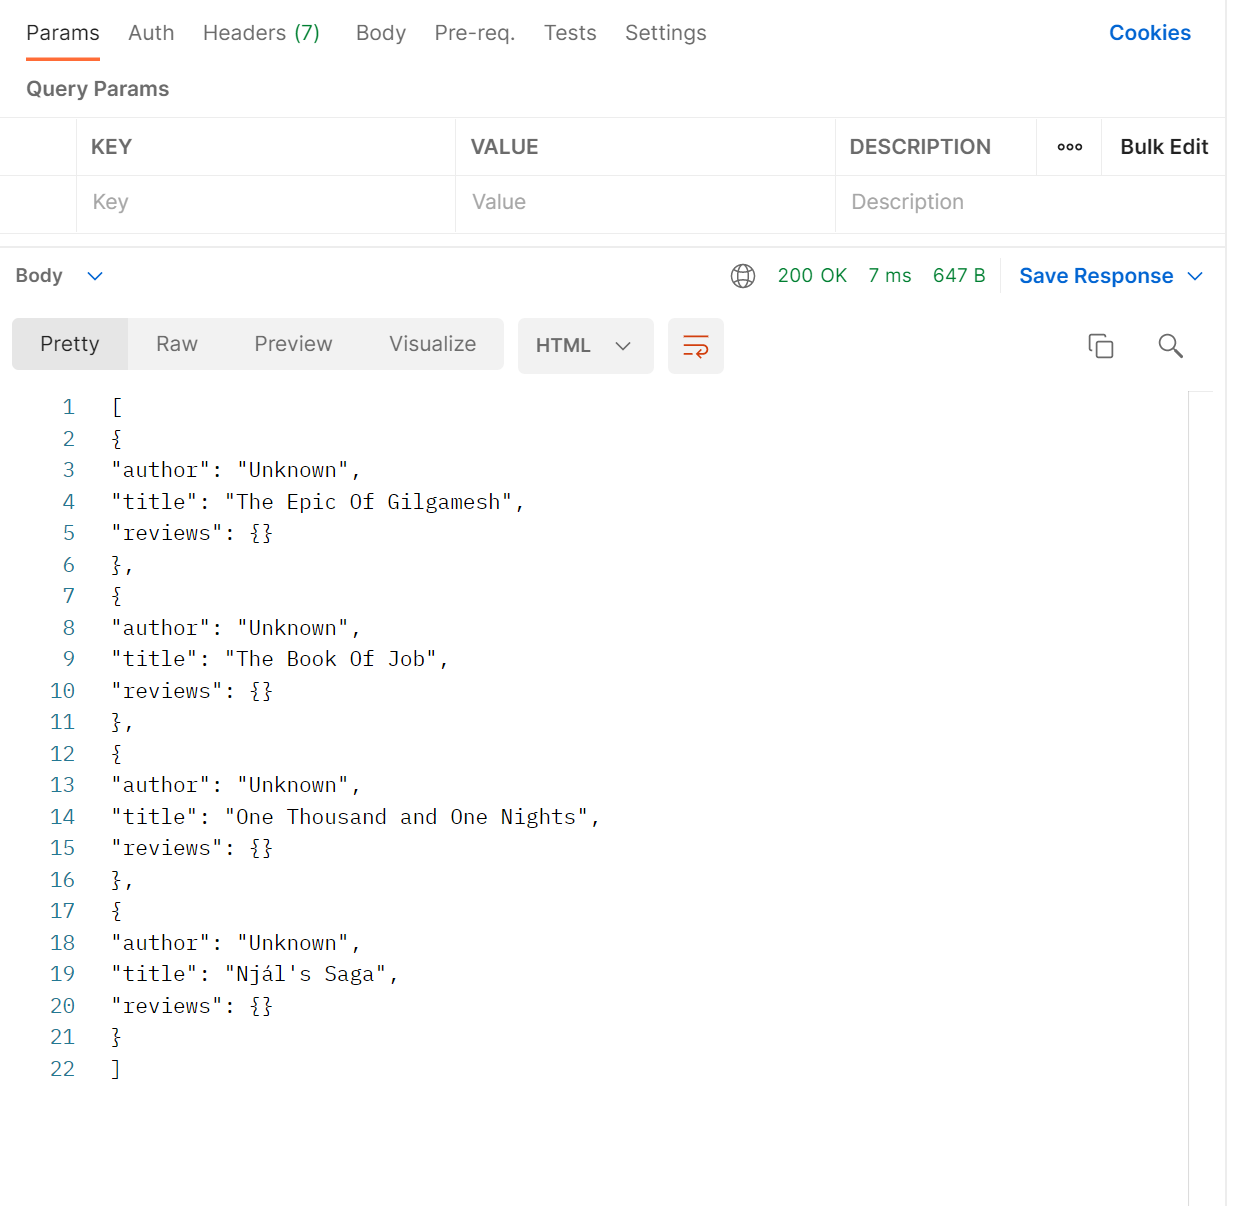 Params Auth Headers (7) Body Pre-req. Tests Settings Cookies
Query Params
KEY VALUE DESCRIPTION ooo Bulk Edit
Key Value Description
Body 200 OK 7 ms 647 B Save Response
Pretty Raw Preview Visualize HTML
1 [
2 {
3 "author": "Unknown",
4 "title": "The Epic Of Gilgamesh",
5 "reviews": {}
6 },
7 {
8 "author": "Unknown",
9 "title": "The Book Of Job",
10 "reviews": {}
11 },
12 {
13 "author": "Unknown",
14 "title": "One Thousand and One Nights",
15 "reviews": {}
16 },
17 {
18 "author": "Unknown",
19 "title": "Njál's Saga",
20 "reviews": {}
21 }
22 ]